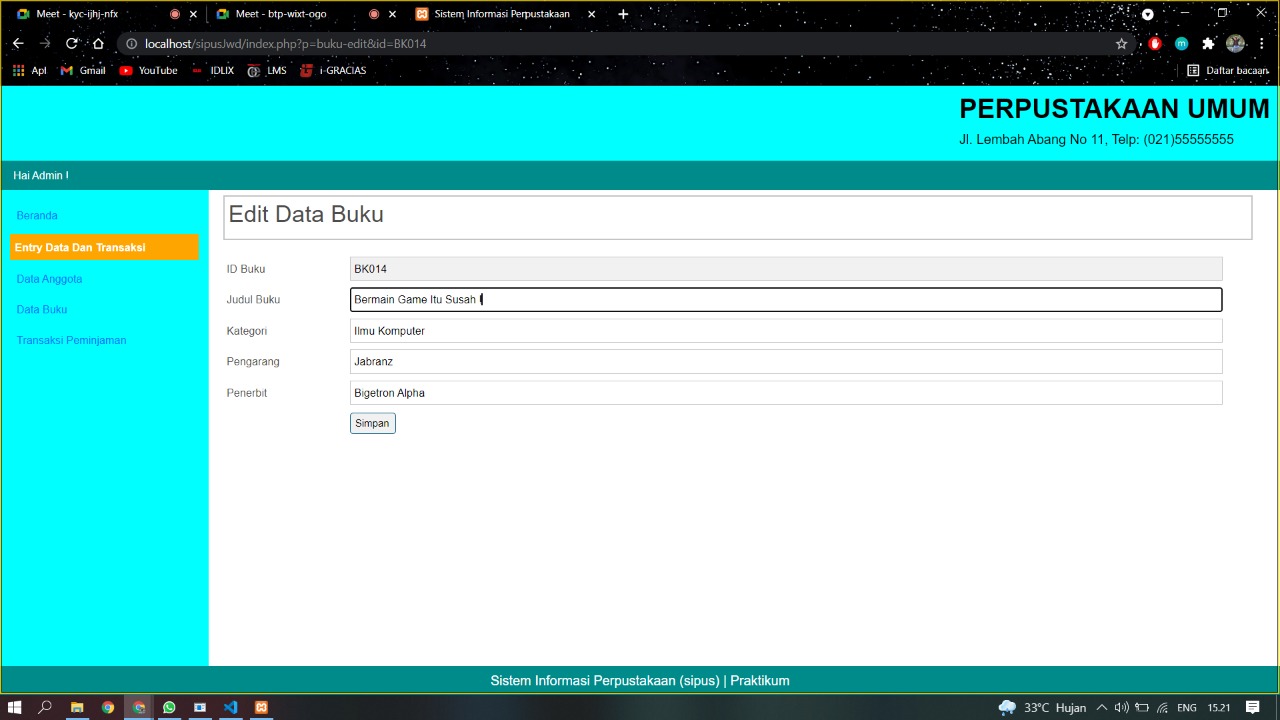 Meet - kyc-ijhj-nfx
Meet - btp-wixt-ogo
Sistem Informasi Perpustakaan
localhost/sipusJwd/index.php?p=buku-edit&id=BK014
Apl
Gmail
YouTube
IDLIX
LMS
i-GRACIAS
Daftar bacaan
PERPUSTAKAAN UMUM
Jl. Lembah Abang No 11, Telp: (021)55555555
Hai Admin !
Beranda
Entry Data Dan Transaksi
Data Anggota
Data Buku
Transaksi Peminjaman
Edit Data Buku
ID Buku BK014
Judul Buku Bermain Game Itu Susah !
Kategori Ilmu Komputer
Pengarang Jabranz
Penerbit Bigetron Alpha
Simpan
Sistem Informasi Perpustakaan (sipus) | Praktikum
33°C Hujan ENG 15.21